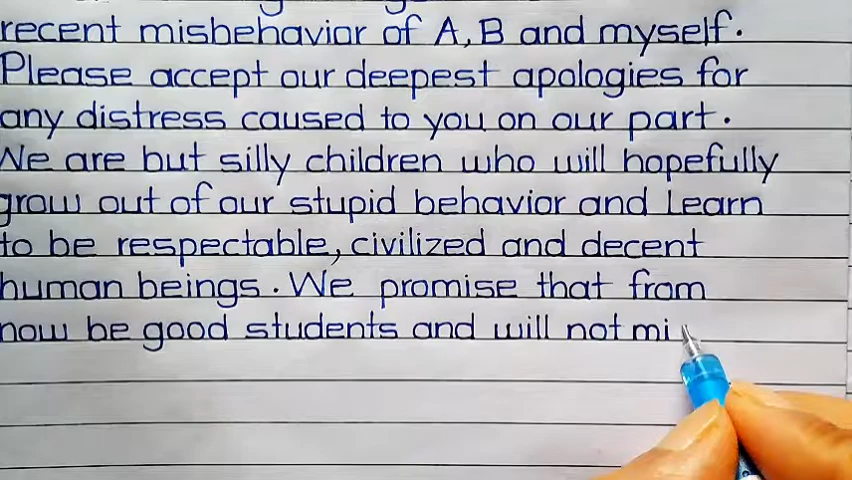 recent misbehavior of A, B and myself.
Please accept our deepest apologies for
any distress caused to you on our part.
We are but silly children who will hopefully
grow out of our stupid behavior and learn
to be respectable, civilized and decent
human beings. We promise that from
now be good students and will not mi